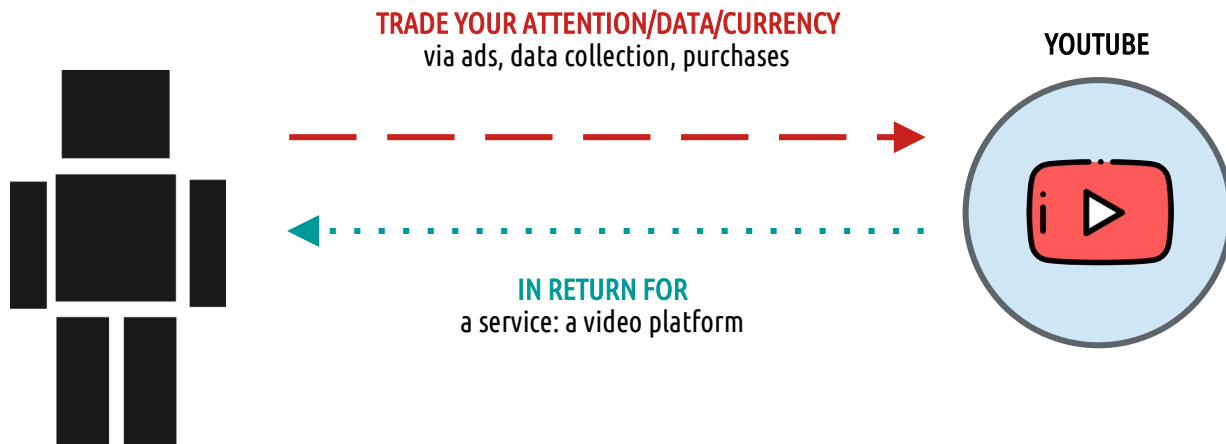 TRADE YOUR ATTENTION/DATA/CURRENCY
via ads, data collection, purchases
YOUTUBE
IN RETURN FOR
a service: a video platform